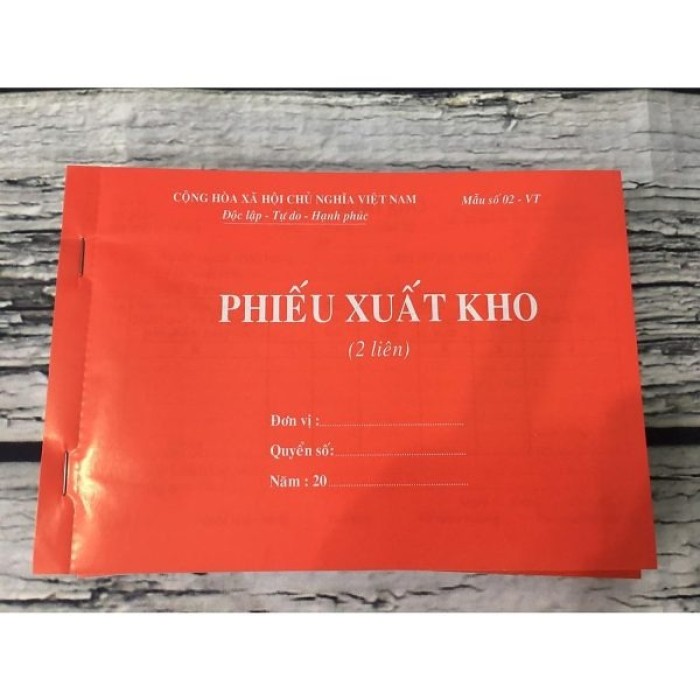 CỘNG HÒA XÃ HỘI CHỦ NGHĨA VIỆT NAM Mẫu số 02 - VT
Độc lập - Tự do - Hạnh phúc
PHIẾU XUẤT KHO
(2 liên)
Đơn vị :
Quyển số:
Năm : 20